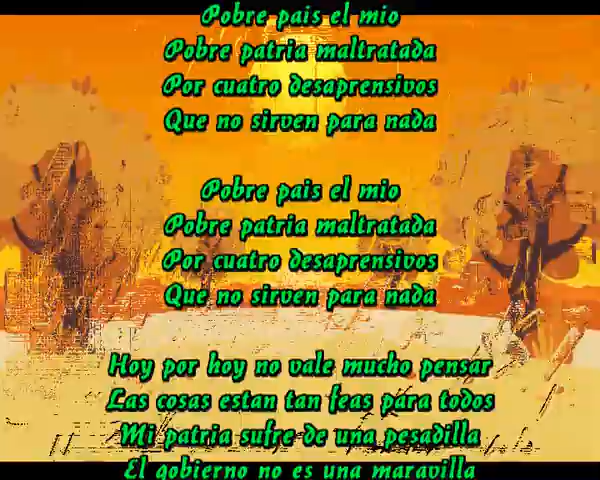 Pobre pais el mio
Pobre patria maltratada
Por cuatro desaprensivos
Que no sirven para nada
Pobre pais el mio
Pobre patria maltratada
Por cuatro desaprensivos
Que no sirven para nada
Hoy por hoy no vale mucho pensar
Las cosas estan tan feas para todos
Mi patria sufre de una pesadilla
El gobierno no es una maravilla